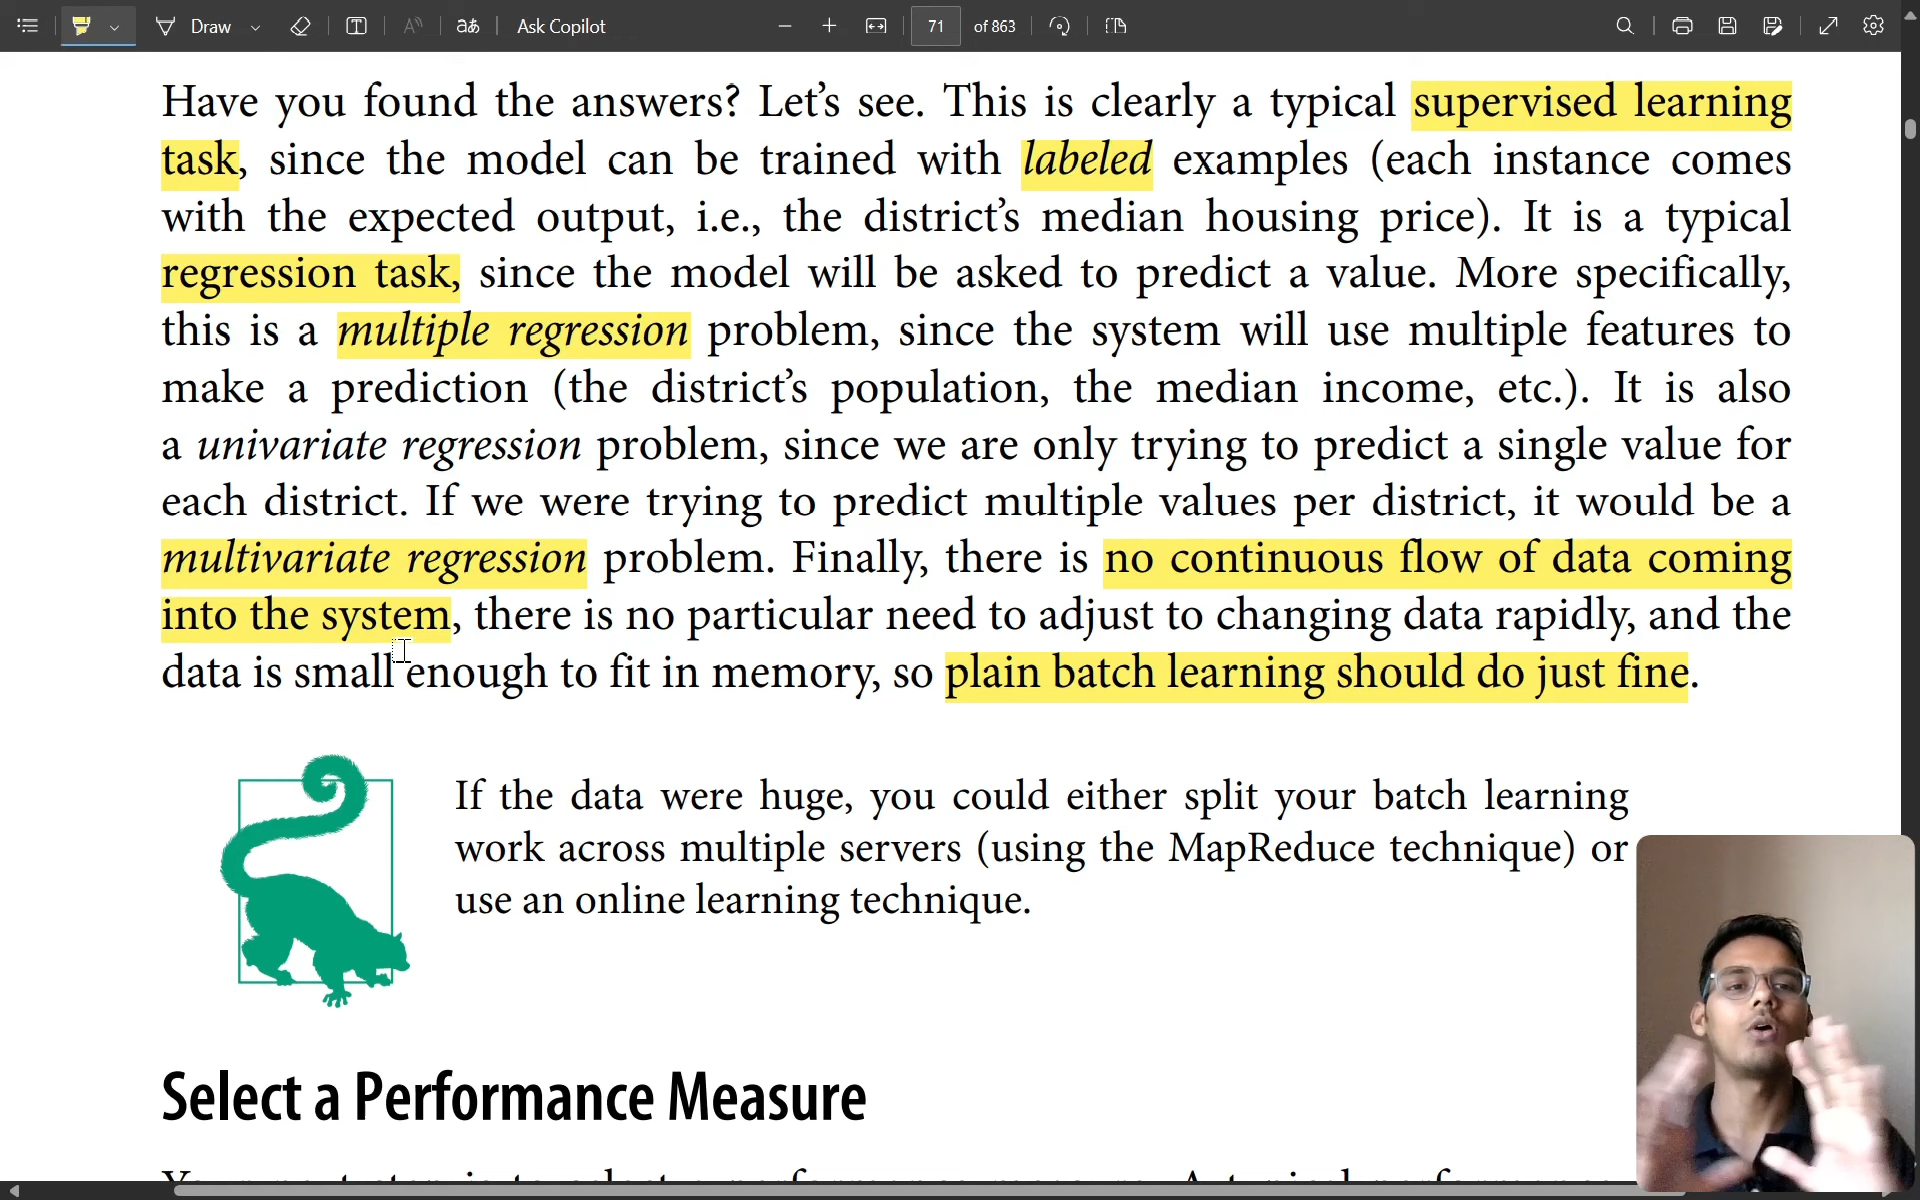 Draw
Ask Copilot
71
of 863
Have you found the answers? Let’s see. This is clearly a typical supervised learning
task, since the model can be trained with labeled examples (each instance comes
with the expected output, i.e., the district’s median housing price). It is a typical
regression task, since the model will be asked to predict a value. More specifically,
this is a multiple regression problem, since the system will use multiple features to
make a prediction (the district’s population, the median income, etc.). It is also
a univariate regression problem, since we are only trying to predict a single value for
each district. If we were trying to predict multiple values per district, it would be a
multivariate regression problem. Finally, there is no continuous flow of data coming
into the system, there is no particular need to adjust to changing data rapidly, and the
data is small enough to fit in memory, so plain batch learning should do just fine.
If the data were huge, you could either split your batch learning
work across multiple servers (using the MapReduce technique) or
use an online learning technique.
Select a Performance Measure